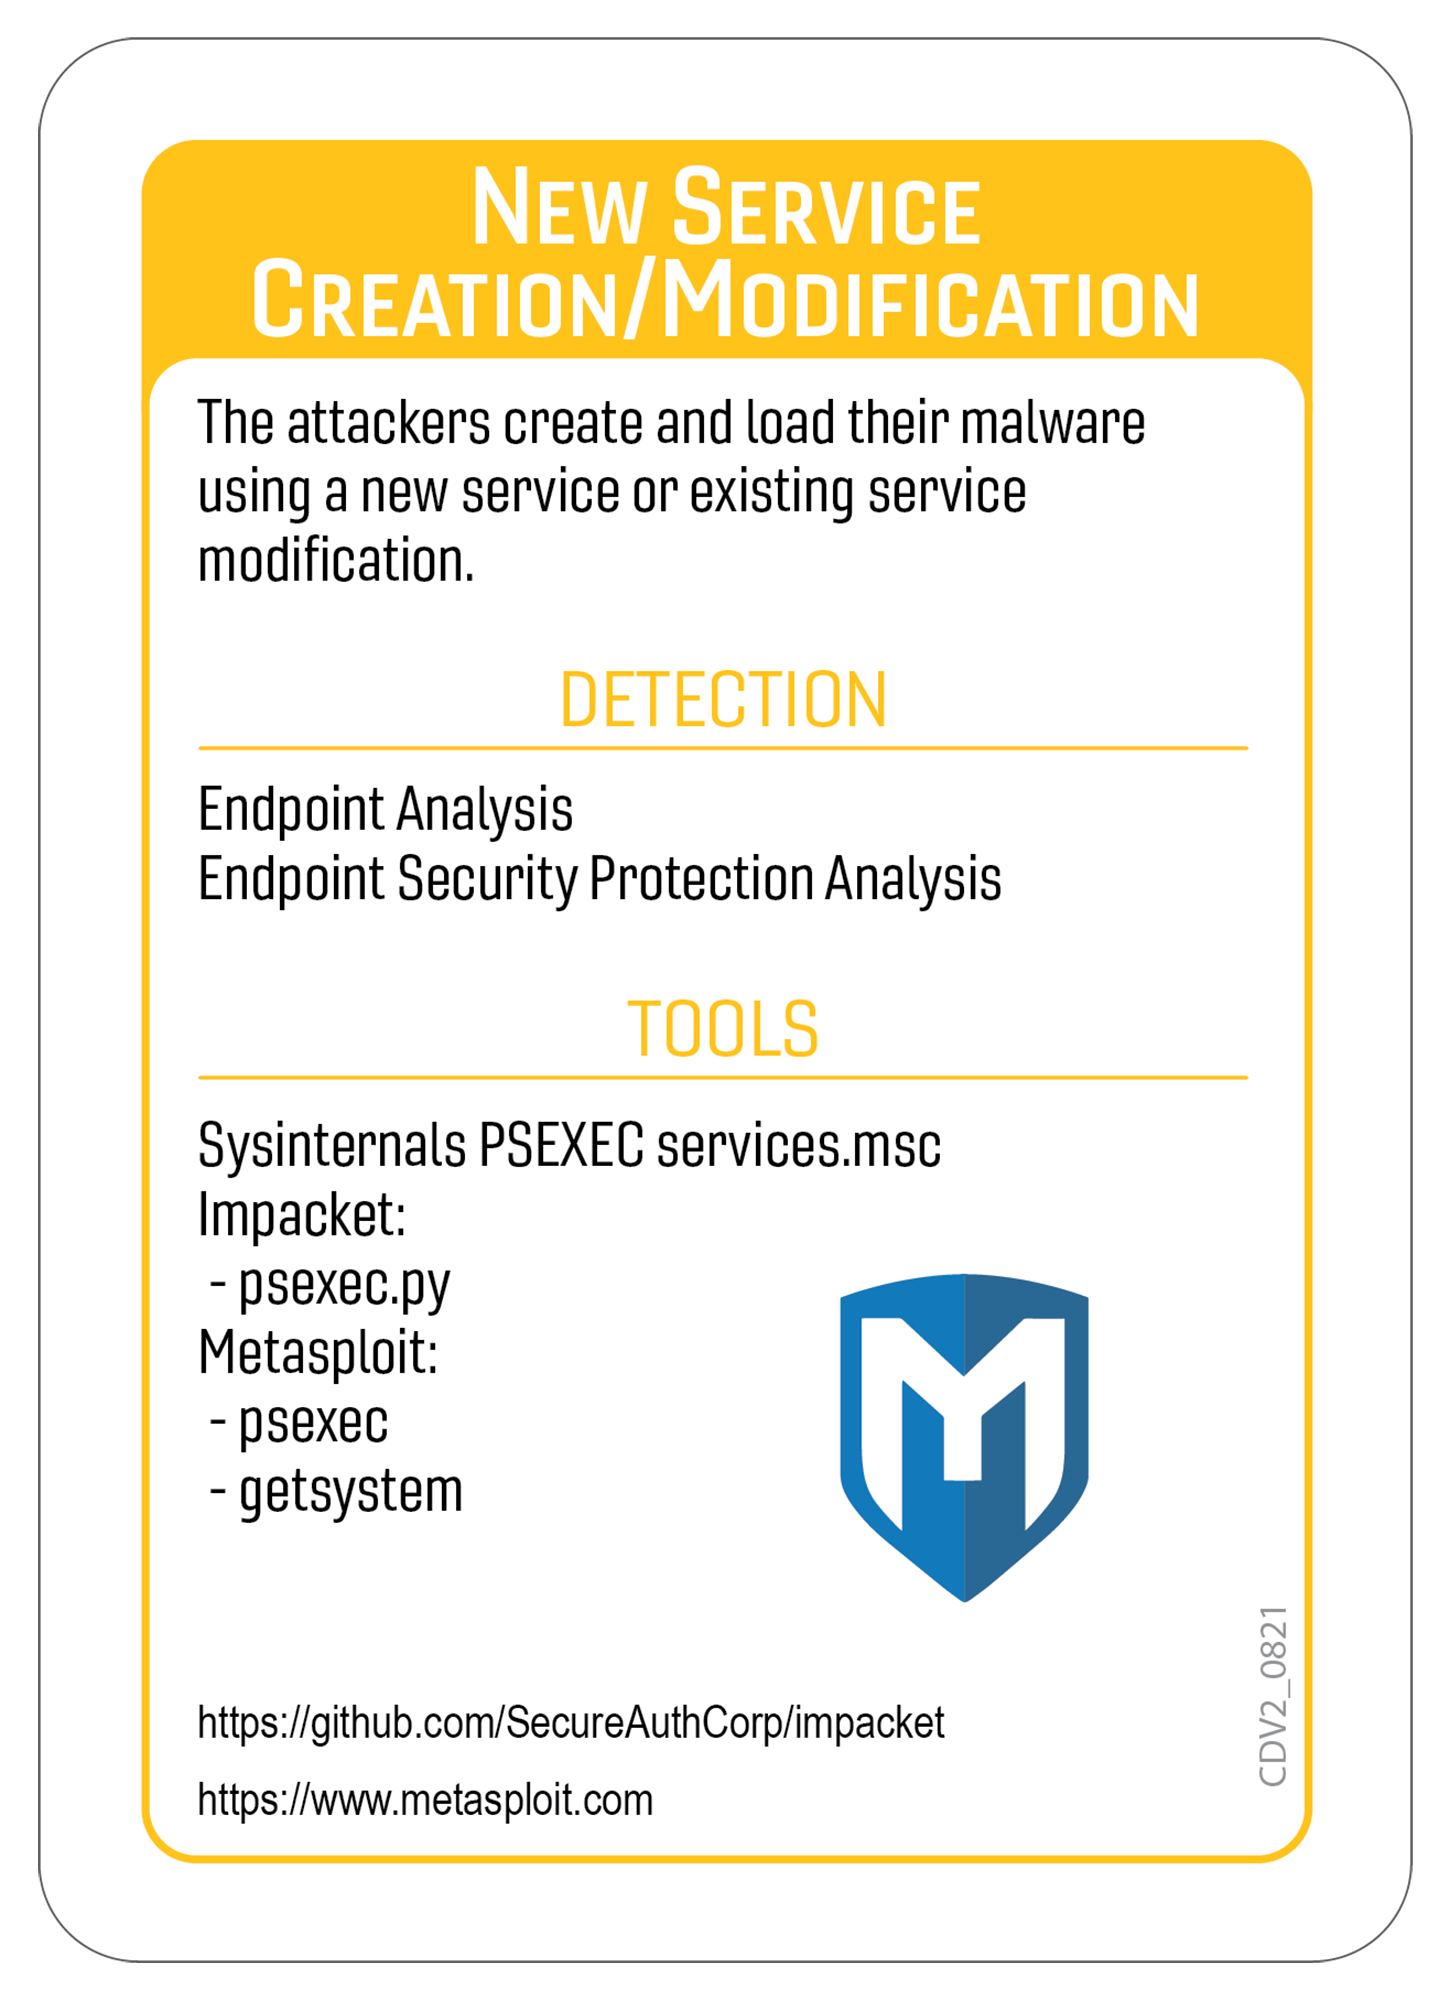 New Service
Creation/Modification
The attackers create and load their malware
using a new service or existing service
modification.
DETECTION
Endpoint Analysis
Endpoint Security Protection Analysis
TOOLS
Sysinternals PSEXEC services.msc
Impacket:
- psexec.py
Metasploit:
- psexec
- getsystem
M
CDV2_0821
https://github.com/SecureAuthCorp/impacket
https://www.metasploit.com